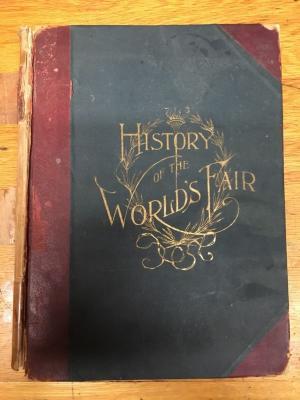 HISTORY
OF THE
WORLD'S FAIR